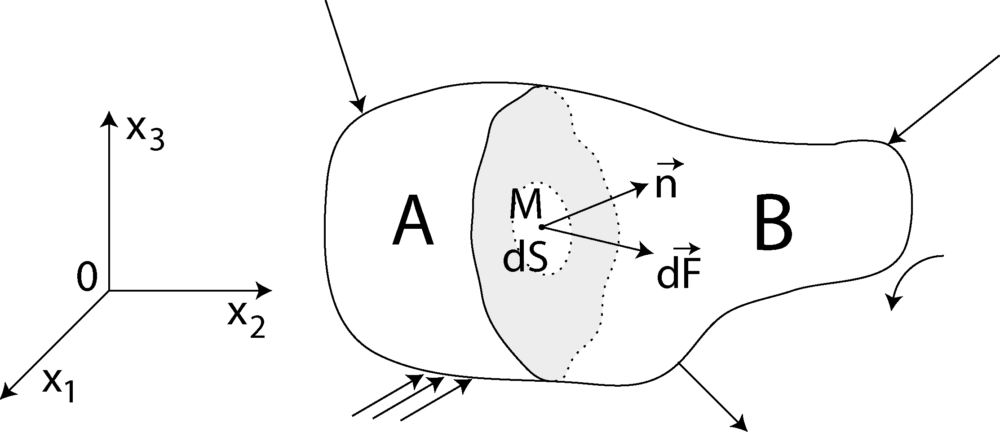 x₃
n⃗
M
A
B
dS
dF⃗
0
x₂
x₁